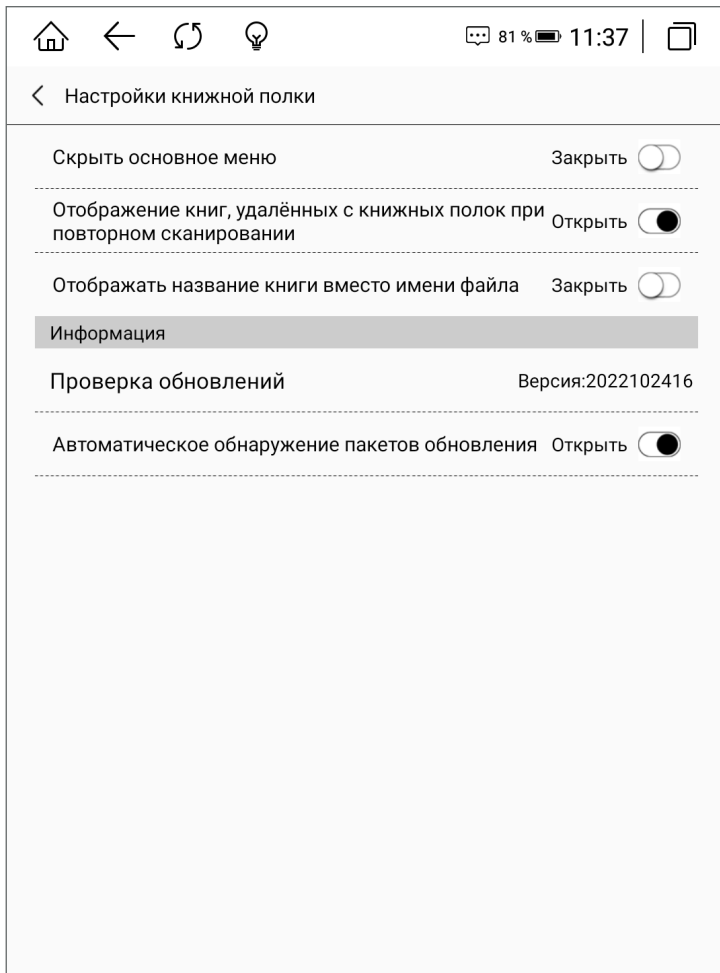 81 % 11:37
Настройки книжной полки
Скрыть основное меню Закрыть
Отображение книг, удалённых с книжных полок при
повторном сканировании Открыть
Отображать название книги вместо имени файла Закрыть
Информация
Проверка обновлений Версия:2022102416
Автоматическое обнаружение пакетов обновления Открыть